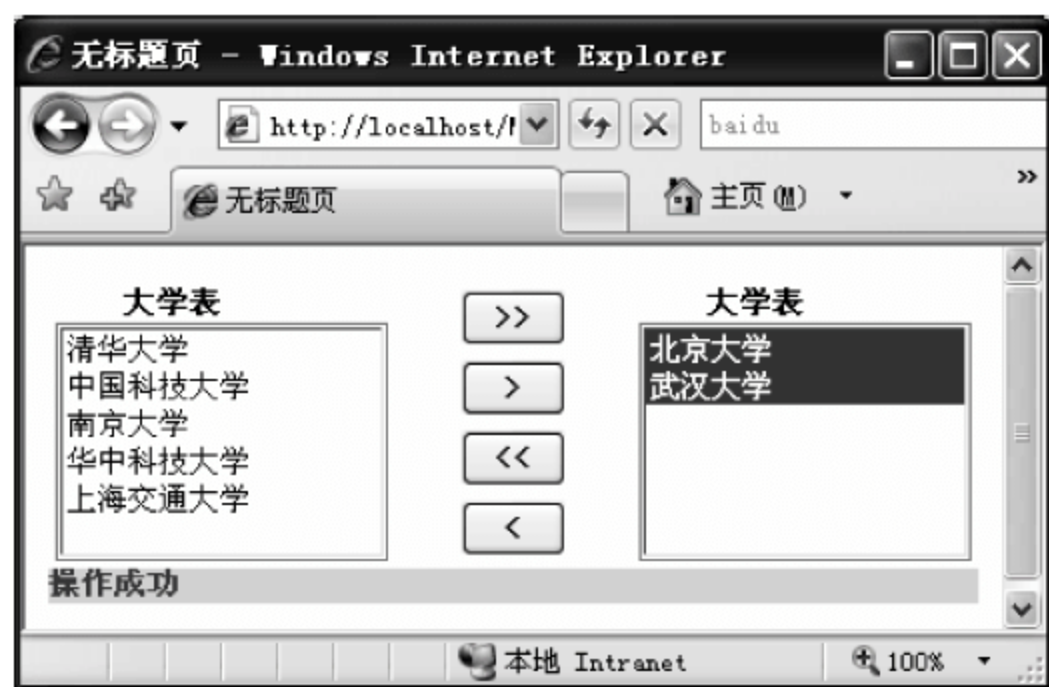 无标题页 - Windows Internet Explorer
http://localhost/
baidu
无标题页
主页(M)
»
大学表
大学表
清华大学
中国科技大学
南京大学
华中科技大学
上海交通大学
>>
>
<<
<
北京大学
武汉大学
操作成功
本地 Intranet
100%